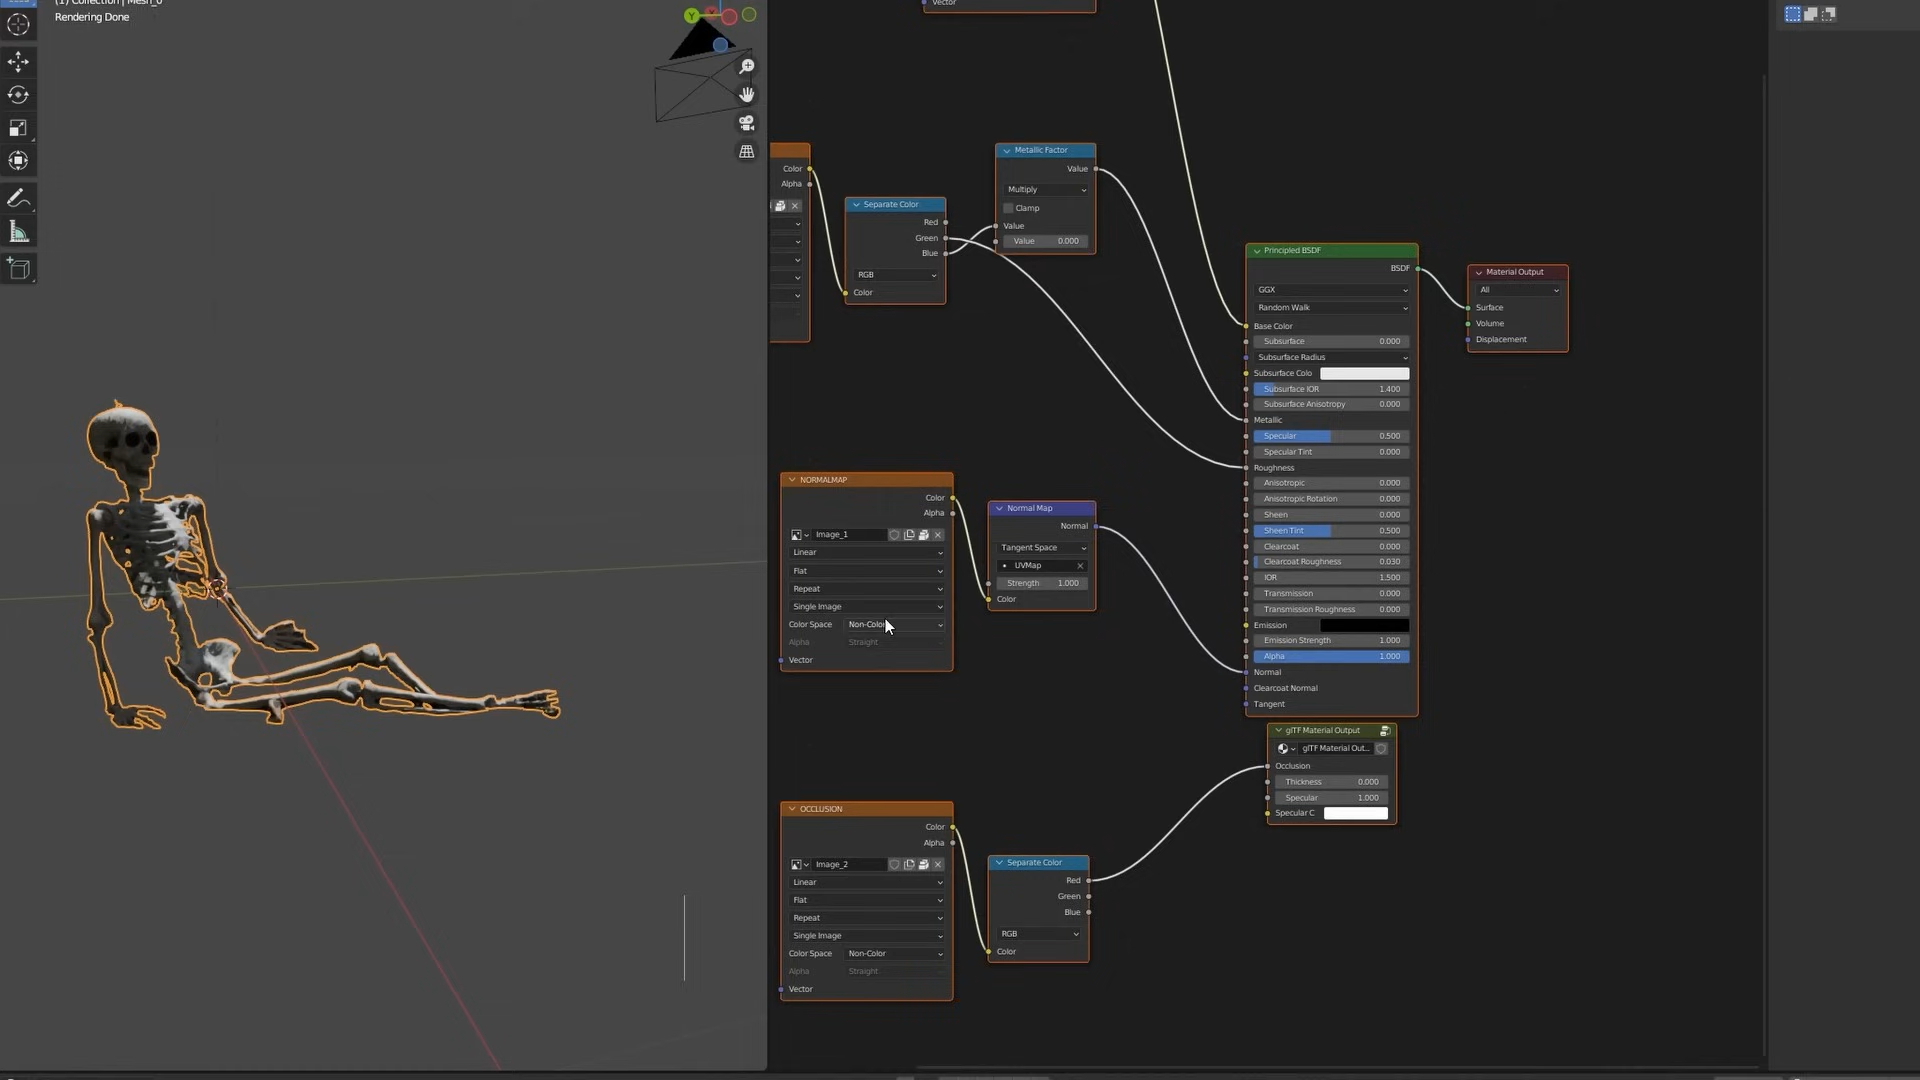 (1) Collection | Mesh_0
Rendering Done
Y
Vector
Color
Alpha
Separate Color
Red
Green
Blue
RGB
Color
Metallic Factor
Value
Multiply
Clamp
Value
Value 0.000
NORMALMAP
Color
Alpha
Image_1
Linear
Flat
Repeat
Single Image
Color Space Non-Color
Alpha Straight
Vector
Normal Map
Normal
Tangent Space
UVMap
Strength 1.000
Color
OCCLUSION
Color
Alpha
Image_2
Linear
Flat
Repeat
Single Image
Color Space Non-Color
Alpha Straight
Vector
Separate Color
Red
Green
Blue
RGB
Color
Principled BSDF
BSDF
GGX
Random Walk
Base Color
Subsurface 0.000
Subsurface Radius
Subsurface Colo
Subsurface IOR 1.400
Subsurface Anisotropy 0.000
Metallic
Specular 0.500
Specular Tint 0.000
Roughness
Anisotropic 0.000
Anisotropic Rotation 0.000
Sheen 0.000
Sheen Tint 0.500
Clearcoat 0.000
Clearcoat Roughness 0.030
IOR 1.500
Transmission 0.000
Transmission Roughness 0.000
Emission
Emission Strength 1.000
Alpha 1.000
Normal
Clearcoat Normal
Tangent
glTF Material Output
glTF Material Out...
Occlusion
Thickness 0.000
Specular 1.000
Specular C
Material Output
All
Surface
Volume
Displacement